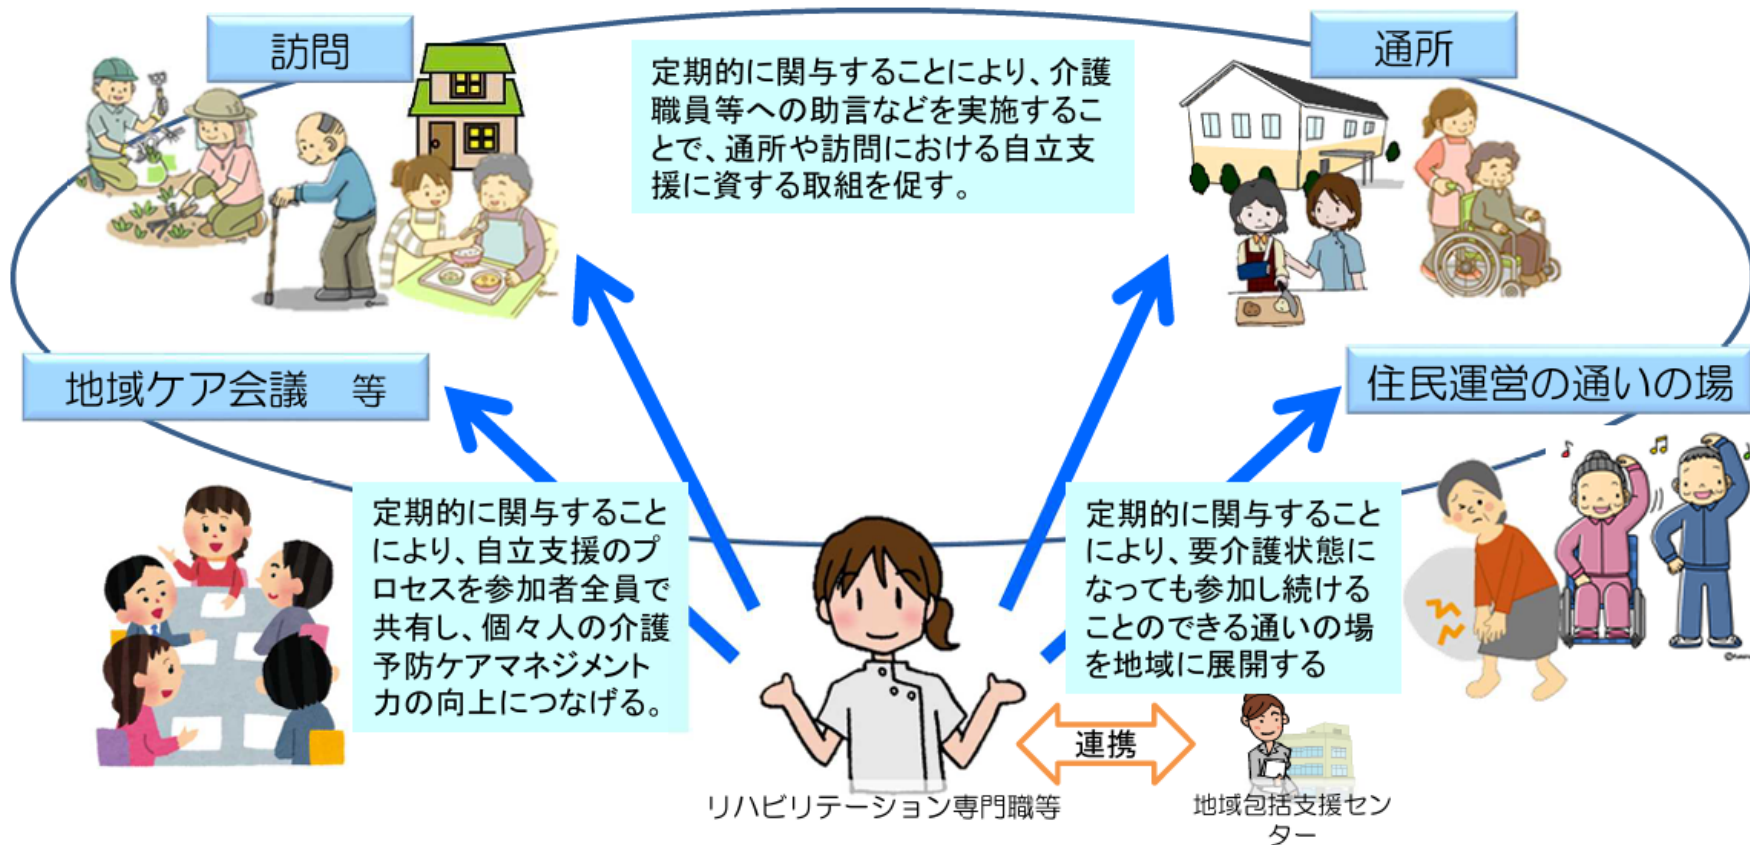 訪問
通所
定期的に関与することにより、介護
職員等への助言などを実施するこ
とで、通所や訪問における自立支
援に資する取組を促す。
地域ケア会議　等
住民運営の通いの場
定期的に関与すること
により、自立支援のプ
ロセスを参加者全員で
共有し、個々人の介護
予防ケアマネジメント
力の向上につなげる。
定期的に関与すること
により、要介護状態に
なっても参加し続ける
ことのできる通いの場
を地域に展開する
連携
リハビリテーション専門職等
地域包括支援セン
ター